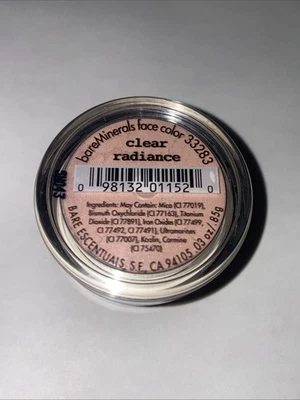 bareMinerals face color 33283
clear
radiance
0 98132 01152 0
Ingredients: May Contain: Mica (CI 77019),
Bismuth Oxychloride (CI 77163), Titanium
Dioxide (CI 77891), Iron Oxides (CI 77499,
CI 77492, CI 77491), Ultramarines
(CI 77007), Kaolin, Carmine
(CI 75470)
BARE ESCENTUALS, S.F., CA 94105 .03 oz/.85g